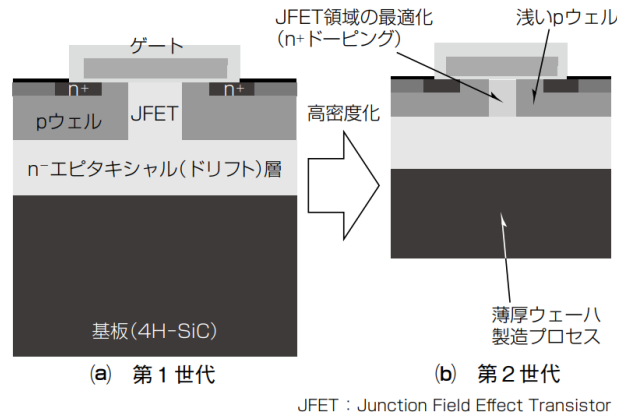 ゲート
n+
n+
pウェル
JFET
n⁻エピタキシャル(ドリフト)層
基板(4H-SiC)
(a) 第1世代
高密度化
JFET領域の最適化
(n+ドーピング)
浅いpウェル
薄厚ウェーハ
製造プロセス
(b) 第2世代
JFET：Junction Field Effect Transistor